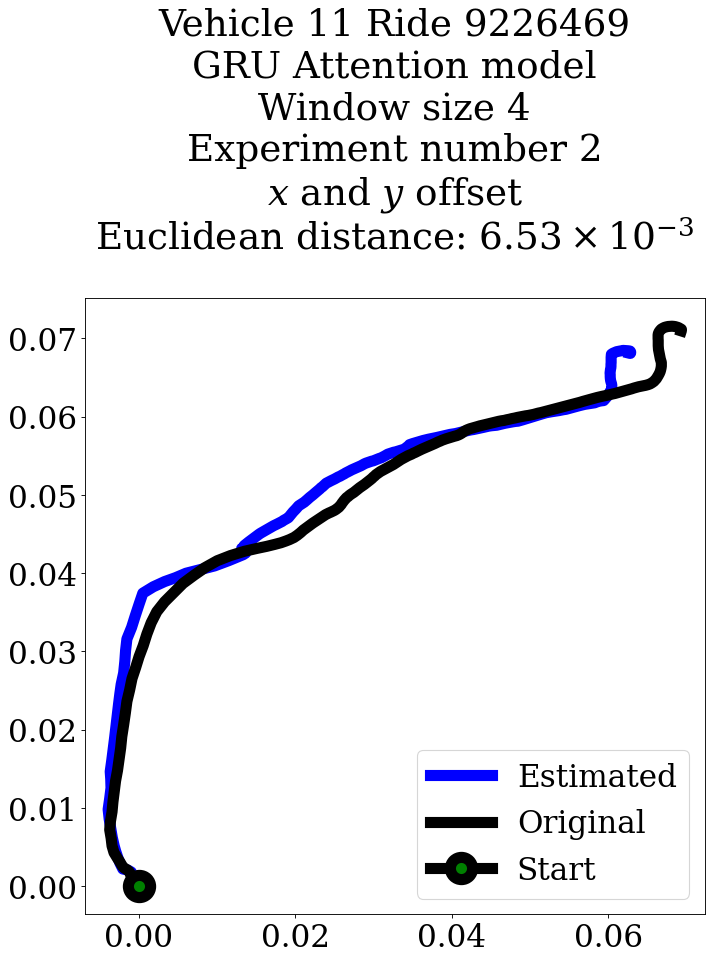 Vehicle 11 Ride 9226469
GRU Attention model
Window size 4
Experiment number 2
x and y offset
Euclidean distance: 6.53 × 10⁻³
0.07
0.06
0.05
0.04
0.03
0.02
0.01
0.00
Estimated
Original
Start
0.00 0.02 0.04 0.06